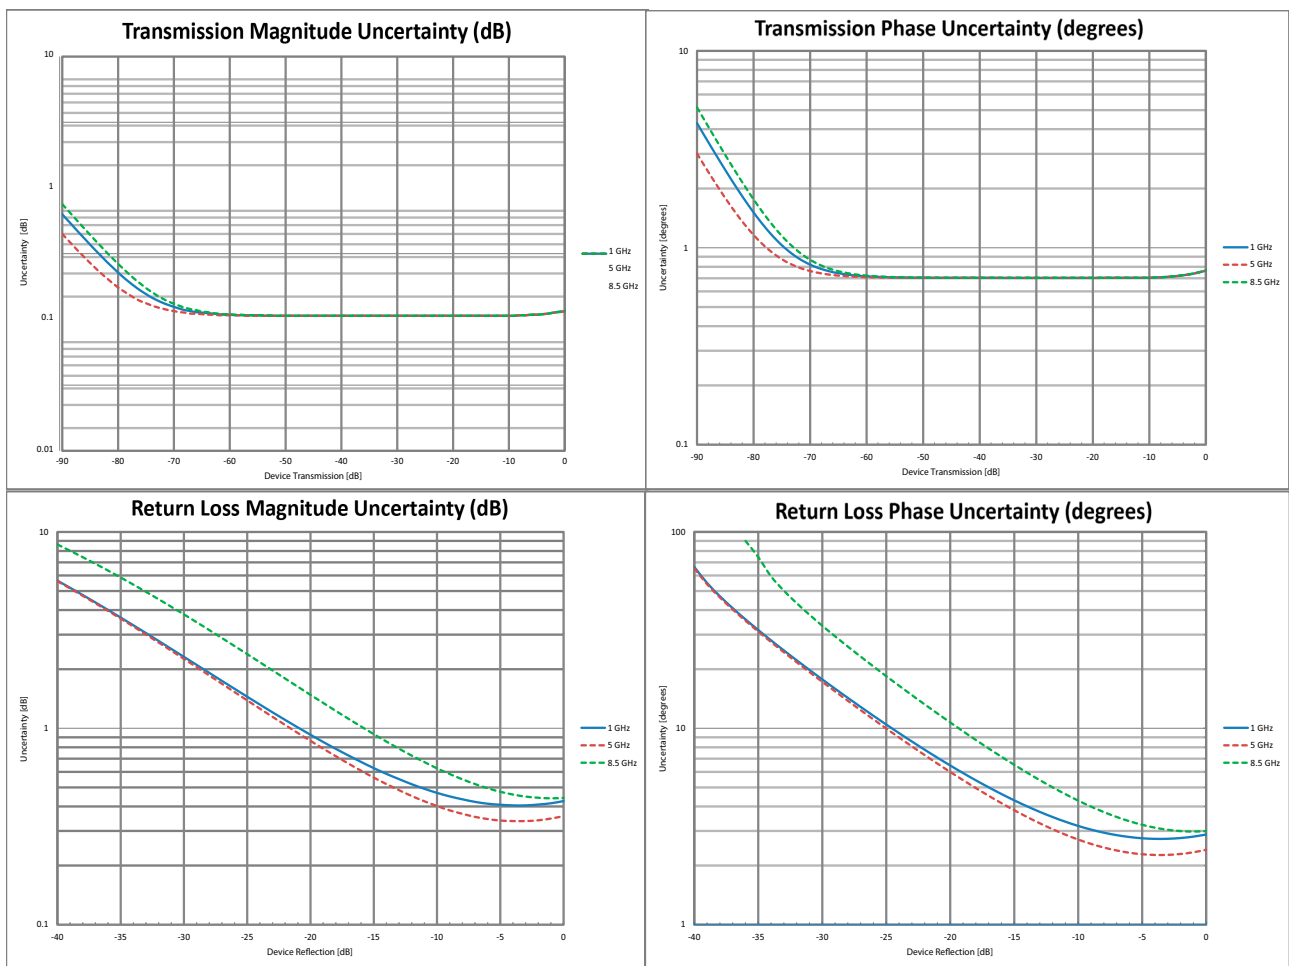 Transmission Magnitude Uncertainty (dB)
10
1
0.1
0.01
Uncertainty [dB]
-90 -80 -70 -60 -50 -40 -30 -20 -10 0
Device Transmission [dB]
1 GHz
5 GHz
8.5 GHz
Transmission Phase Uncertainty (degrees)
10
1
0.1
Uncertainty [degrees]
-90 -80 -70 -60 -50 -40 -30 -20 -10 0
Device Transmission [dB]
1 GHz
5 GHz
8.5 GHz
Return Loss Magnitude Uncertainty (dB)
10
1
0.1
Uncertainty [dB]
-40 -35 -30 -25 -20 -15 -10 -5 0
Device Reflection [dB]
1 GHz
5 GHz
8.5 GHz
Return Loss Phase Uncertainty (degrees)
100
10
1
Uncertainty [degrees]
-40 -35 -30 -25 -20 -15 -10 -5 0
Device Reflection [dB]
1 GHz
5 GHz
8.5 GHz